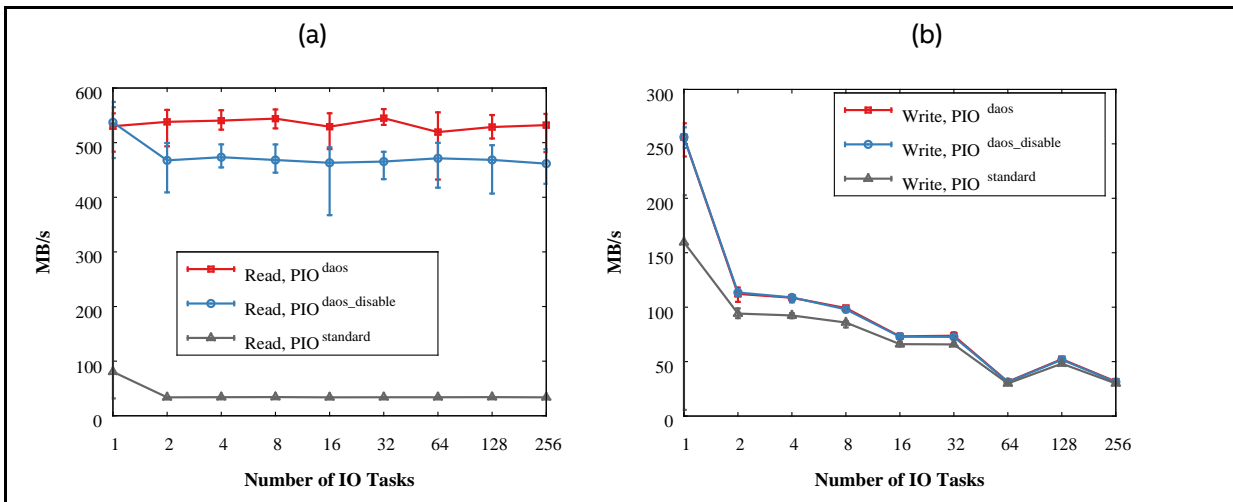 (a)
600
500
400
300
200
100
0
MB/s
Read, PIO daos
Read, PIO daos_disable
Read, PIO standard
1 2 4 8 16 32 64 128 256
Number of IO Tasks
(b)
300
250
200
150
100
50
0
MB/s
Write, PIO daos
Write, PIO daos_disable
Write, PIO standard
1 2 4 8 16 32 64 128 256
Number of IO Tasks